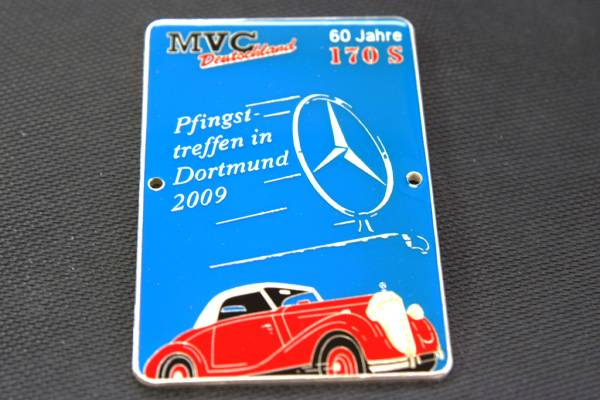 MVC
Deutschland
60 Jahre
170 S
Pfingst-
treffen in
Dortmund
2009